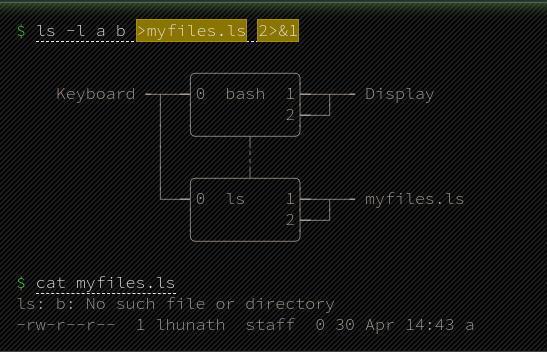 $ ls -l a b >myfiles.ls 2>&1
Keyboard 0 bash 1 Display
2
0 ls 1 myfiles.ls
2
$ cat myfiles.ls
ls: b: No such file or directory
-rw-r--r--  1 lhunath  staff  0 30 Apr 14:43 a